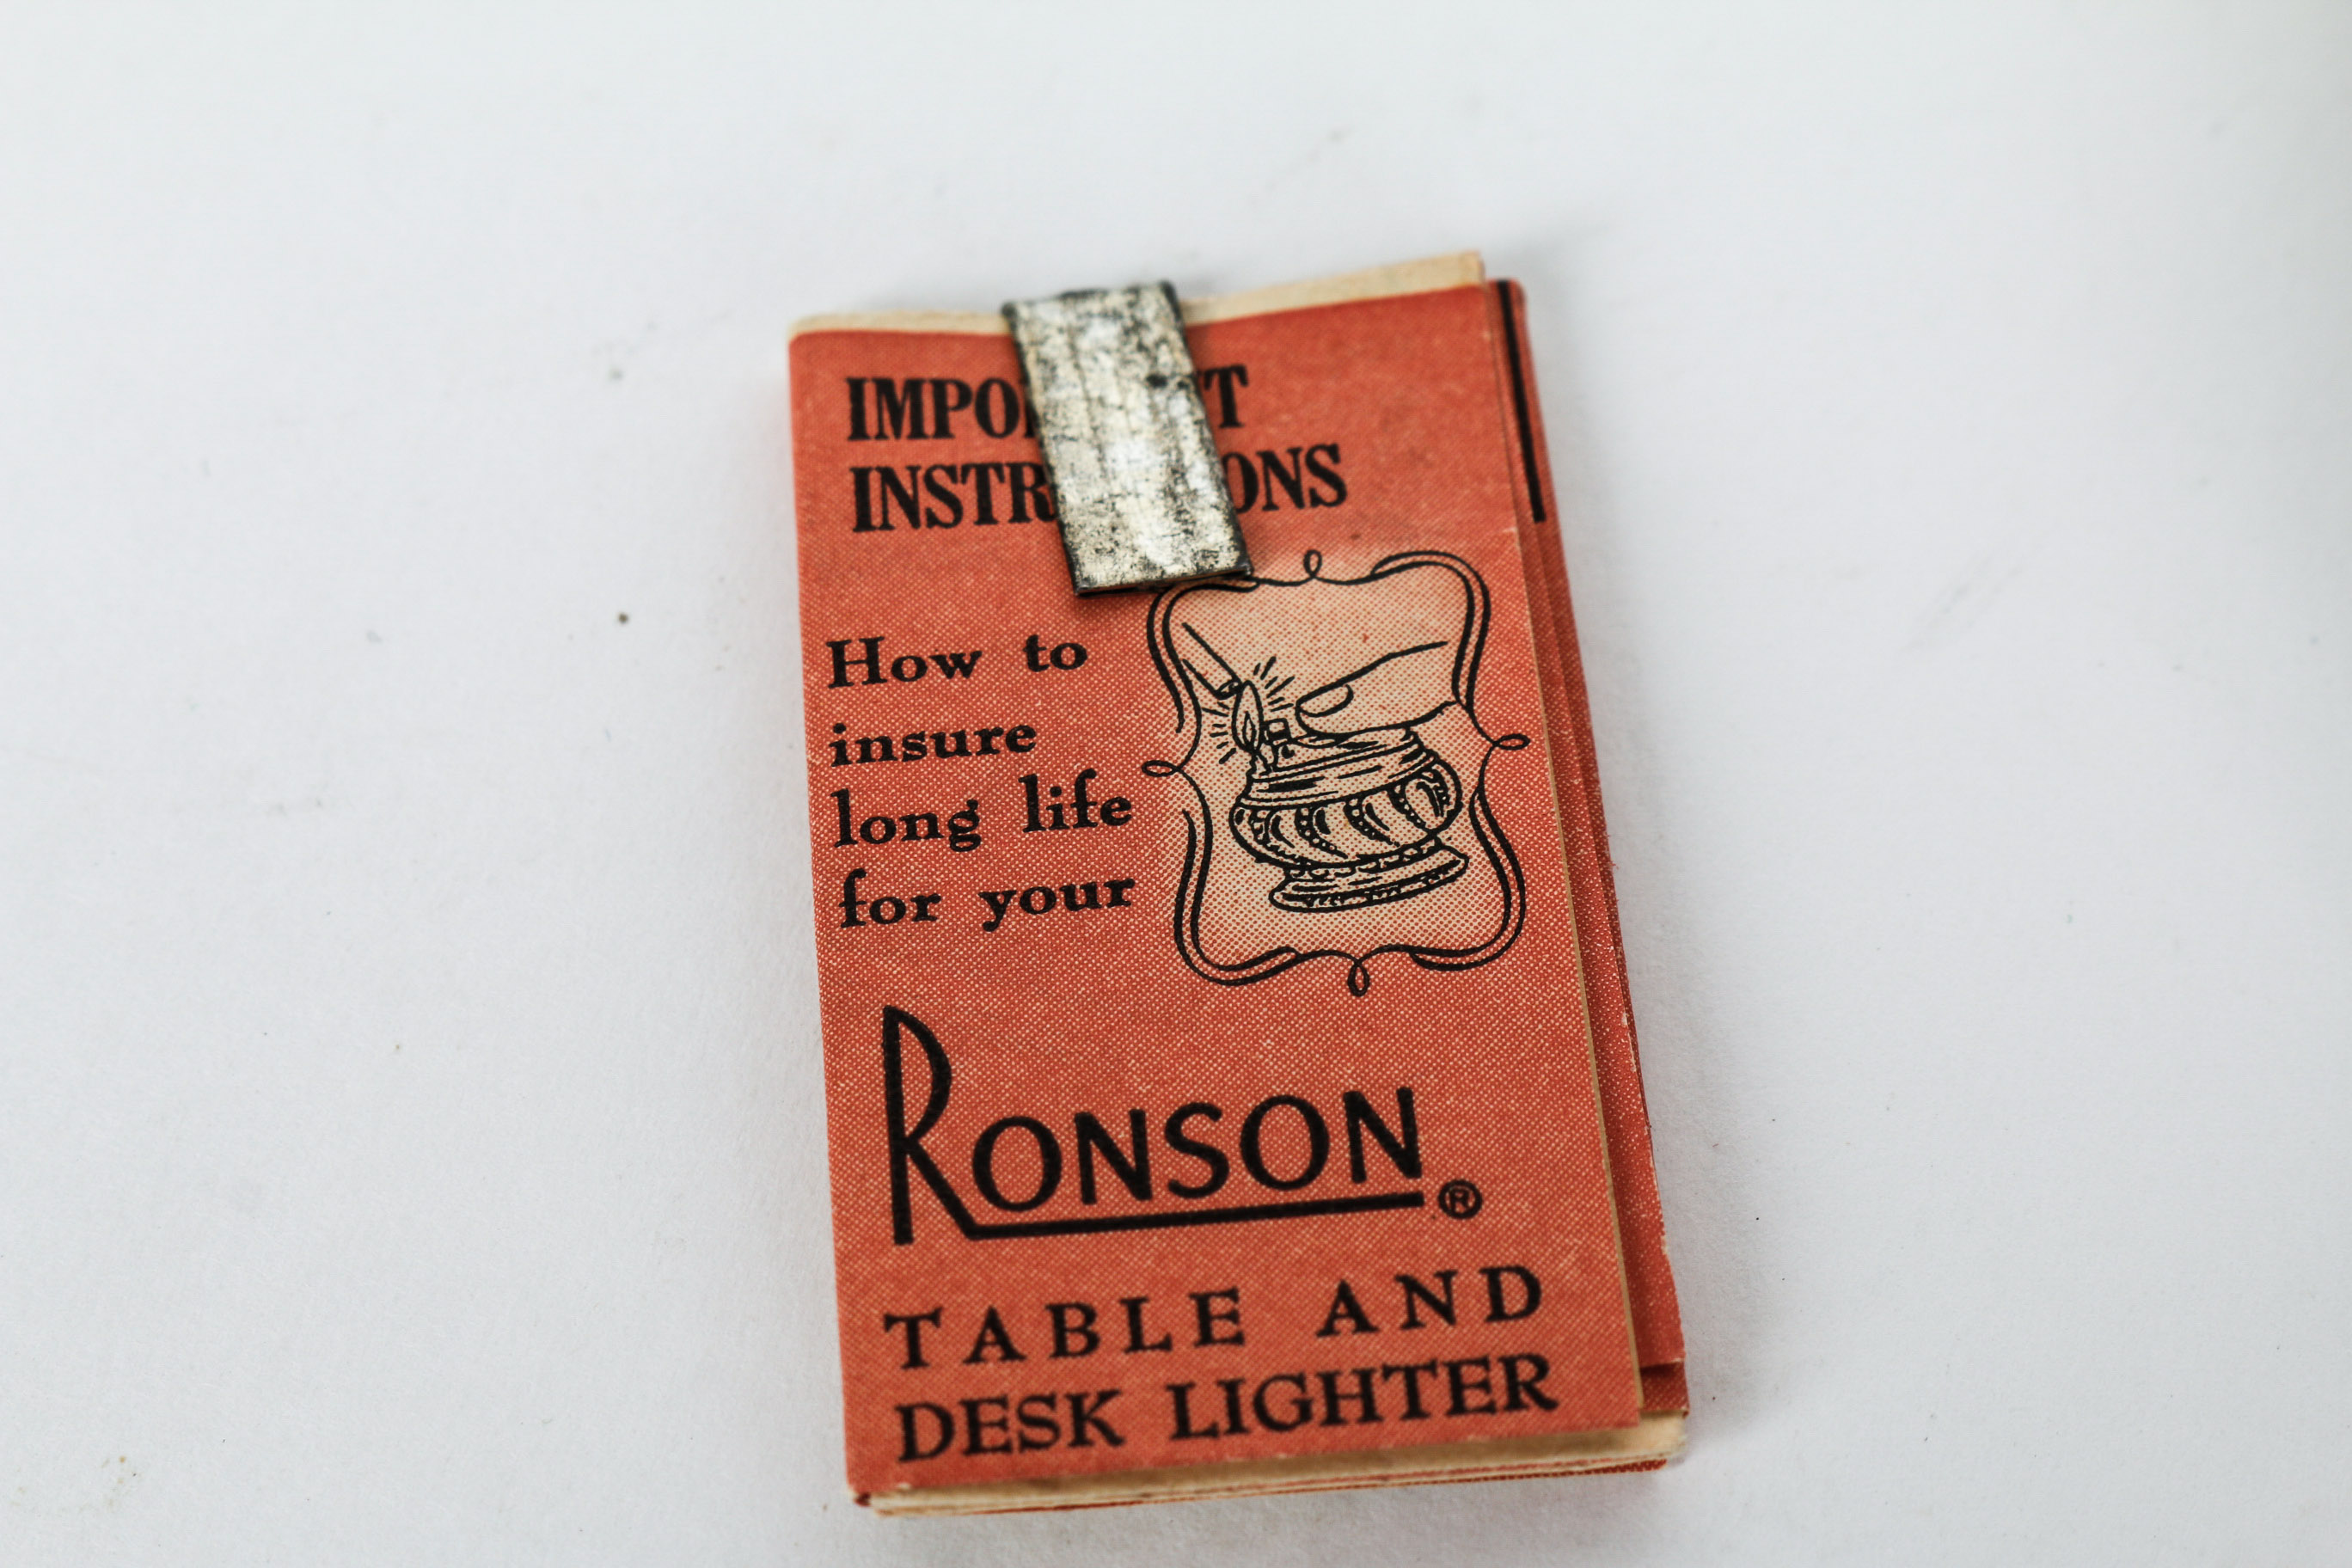 How to
insure
long life
for your
RONSON®
TABLE AND
DESK LIGHTER